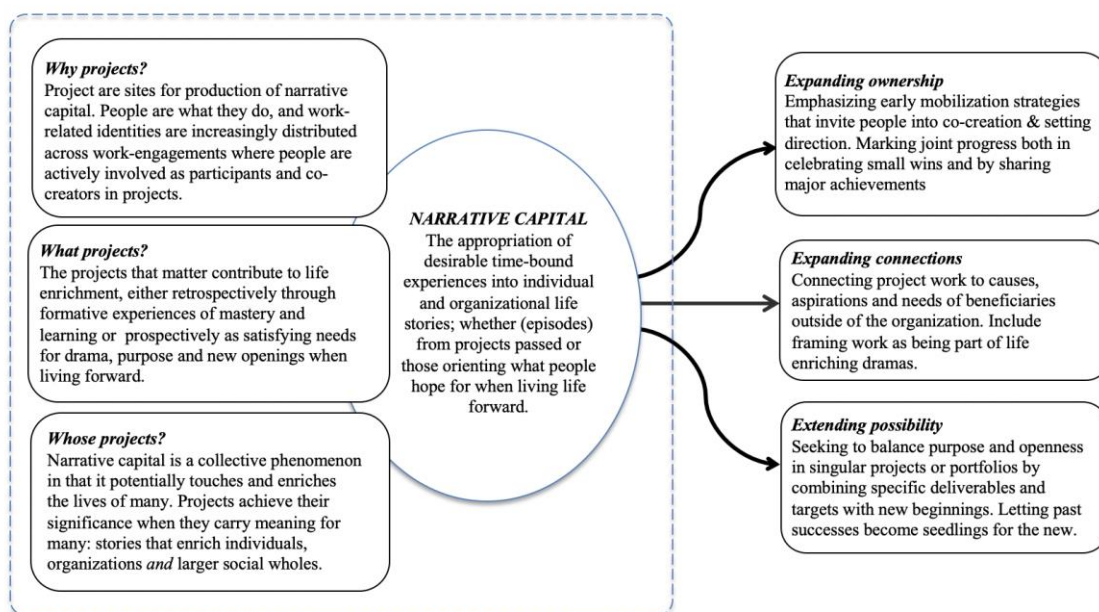 Why projects?
Project are sites for production of narrative
capital. People are what they do, and work-
related identities are increasingly distributed
across work-engagements where people are
actively involved as participants and co-
creators in projects.
What projects?
The projects that matter contribute to life
enrichment, either retrospectively through
formative experiences of mastery and
learning or prospectively as satisfying needs
for drama, purpose and new openings when
living forward.
Whose projects?
Narrative capital is a collective phenomenon
in that it potentially touches and enriches
the lives of many. Projects achieve their
significance when they carry meaning for
many: stories that enrich individuals,
organizations and larger social wholes.
NARRATIVE CAPITAL
The appropriation of
desirable time-bound
experiences into individual
and organizational life
stories; whether (episodes)
from projects passed or
those orienting what people
hope for when living life
forward.
Expanding ownership
Emphasizing early mobilization strategies
that invite people into co-creation & setting
direction. Marking joint progress both in
celebrating small wins and by sharing
major achievements
Expanding connections
Connecting project work to causes,
aspirations and needs of beneficiaries
outside of the organization. Include
framing work as being part of life
enriching dramas.
Extending possibility
Seeking to balance purpose and openness
in singular projects or portfolios by
combining specific deliverables and
targets with new beginnings. Letting past
successes become seedlings for the new.